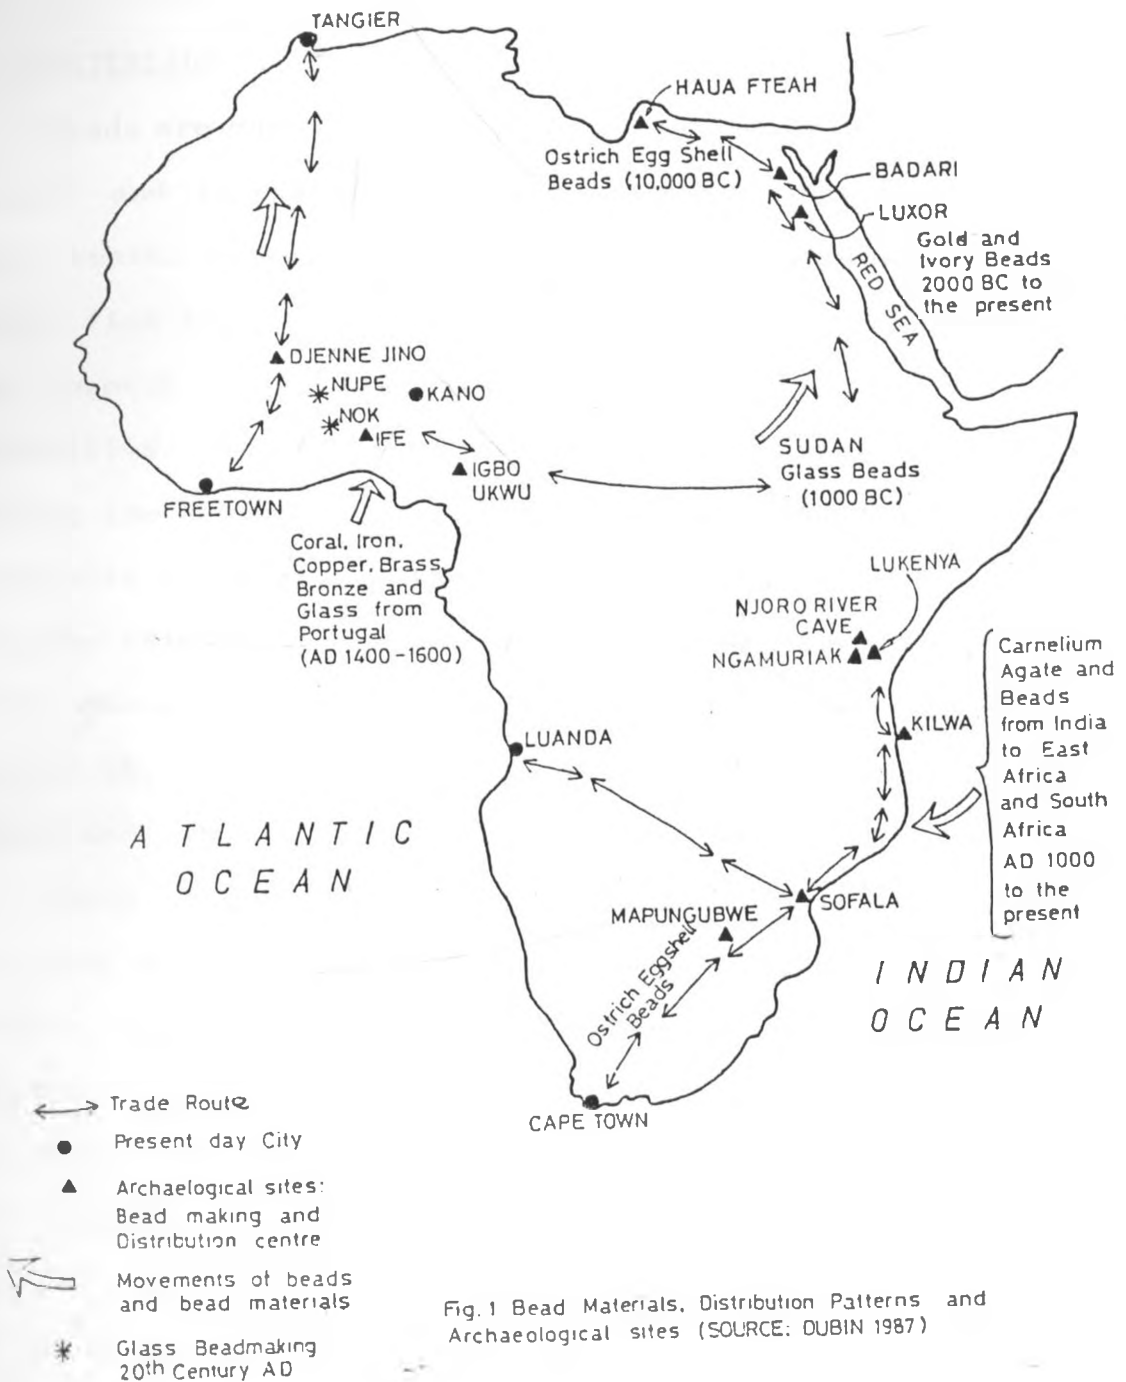 TANGIER
HAUA FTEAH
Ostrich Egg Shell
Beads (10,000 BC)
BADARI
LUXOR
Gold and
Ivory Beads
2000 BC to
the present
RED SEA
DJENNE JINO
NUPE
KANO
NOK
IFE
IGBO
UKWU
FREETOWN
SUDAN
Glass Beads
(1000 BC)
Coral, Iron,
Copper, Brass,
Bronze and
Glass from
Portugal
(AD 1400-1600)
LUKENYA
NJORO RIVER
CAVE
NGAMURIAK
KILWA
Carnelium
Agate and
Beads
from India
to East
Africa
and South
Africa
AD 1000
to the
present
LUANDA
ATLANTIC
OCEAN
SOFALA
MAPUNGUBWE
Ostrich Eggshell
Beads
INDIAN
OCEAN
CAPE TOWN
Trade Route
Present day City
Archaelogical sites:
Bead making and
Distribution centre
Movements of beads
and bead materials
Glass Beadmaking
20th Century AD
Fig. 1 Bead Materials, Distribution Patterns and
Archaeological sites (SOURCE: DUBIN 1987)